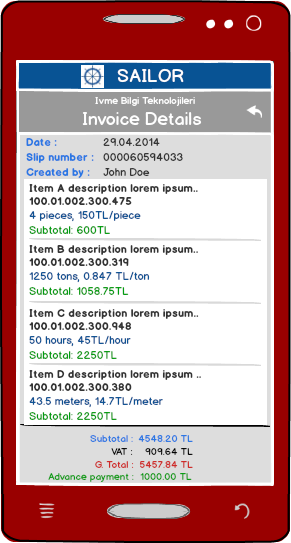 SAILOR
Ivme Bilgi Teknolojileri
Invoice Details
Date : 29.04.2014
Slip number : 000060594033
Created by : John Doe
Item A description lorem ipsum..
100.01.002.300.475
4 pieces, 150TL/piece
Subtotal: 600TL
Item B description lorem ipsum..
100.01.002.300.319
1250 tons, 0.847 TL/ton
Subtotal: 1058.75TL
Item C description lorem ipsum..
100.01.002.300.948
50 hours, 45TL/hour
Subtotal: 2250TL
Item D description lorem ipsum ..
100.01.002.300.380
43.5 meters, 14.7TL/meter
Subtotal: 2250TL
Subtotal : 4548.20 TL
VAT : 909.64 TL
G. Total : 5457.84 TL
Advance payment : 1000.00 TL